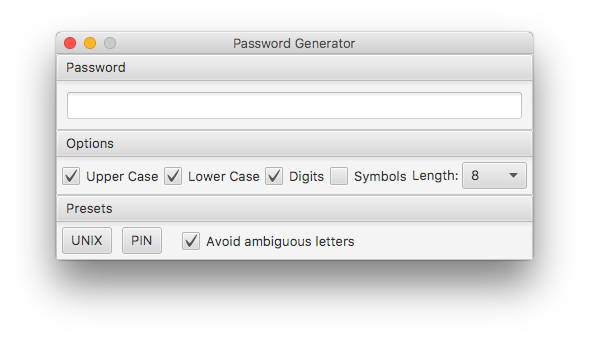 Password Generator
Password
Options
Upper Case Lower Case Digits Symbols Length: 8
Presets
UNIX PIN Avoid ambiguous letters